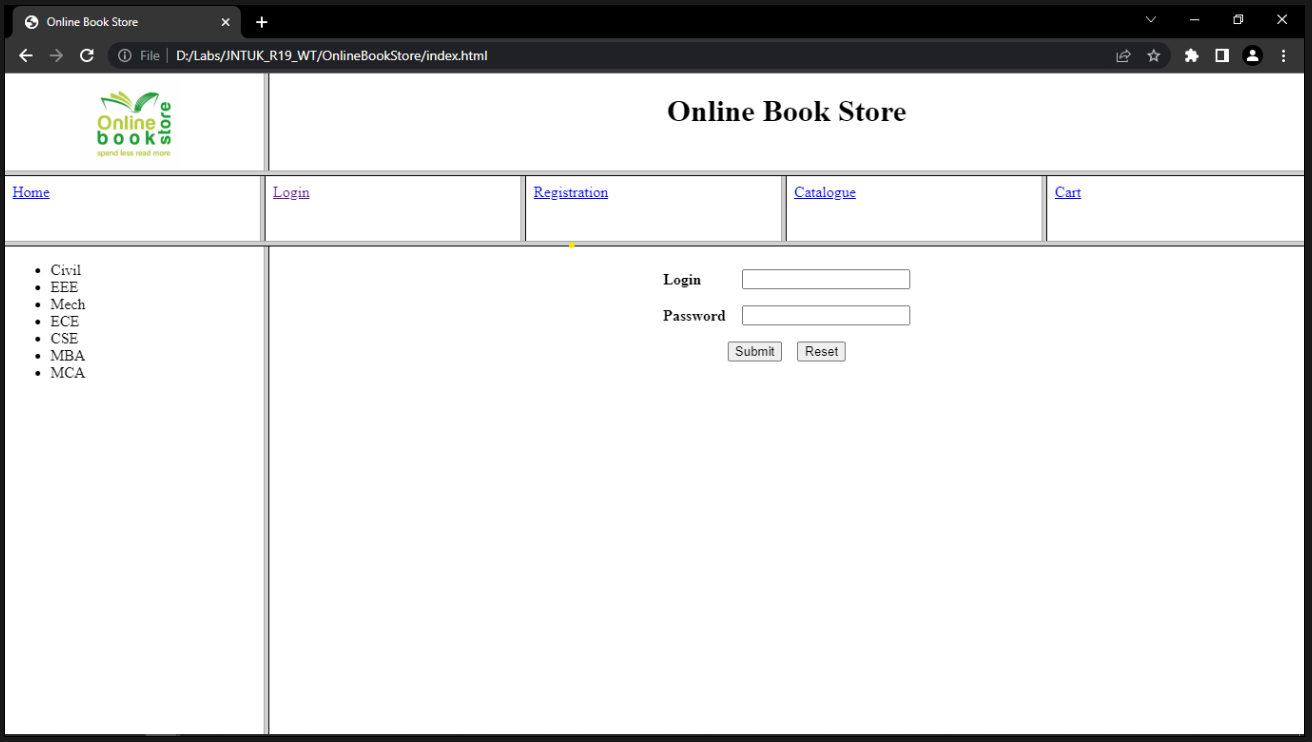 Online Book Store
File D:/Labs/JNTUK_R19_WT/OnlineBookStore/index.html
Online
book store
spend less read more
Online Book Store
Home Login Registration Catalogue Cart
Civil
EEE
Mech
ECE
CSE
MBA
MCA
Login
Password
Submit Reset